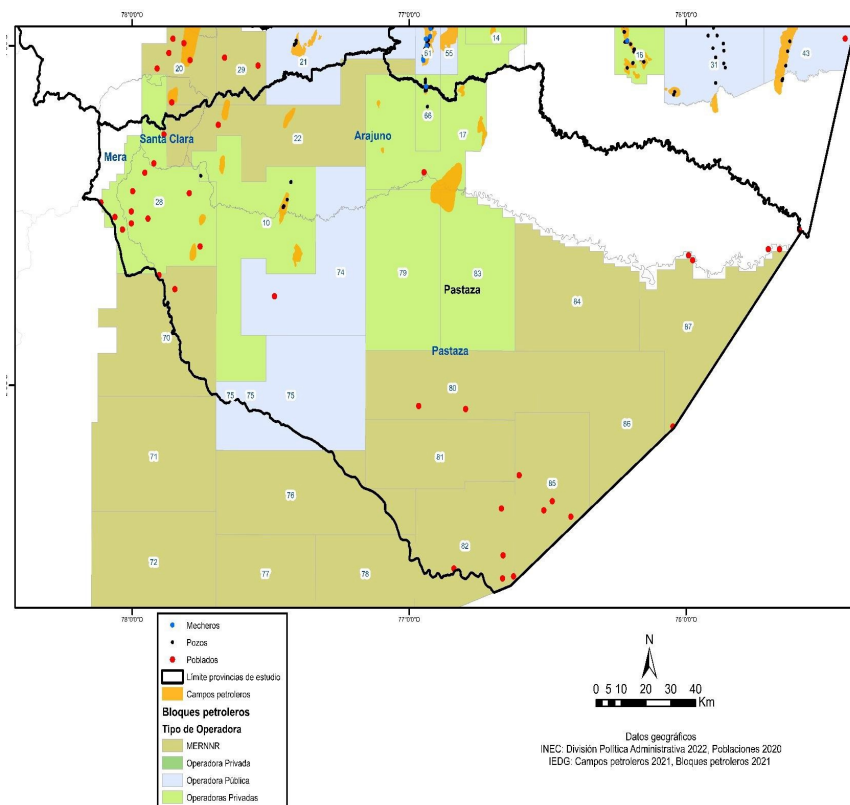 78°0'0"O 77°0'0"O 76°0'0"O
14
20
29
21
51
55
16
31
43
66
17
22
Arajuno
Santa Clara
Mera
28
10
74
79
83
Pastaza
84
87
70
Pastaza
80
75 75 75
86
71
81
85
76
82
72
77
78
78°0'0"O 77°0'0"O 76°0'0"O
Mecheros
Pozos
Poblados
Límite provincias de estudio
Campos petroleros
Bloques petroleros
Tipo de Operadora
MERNNR
Operadora Privada
Operadora Pública
Operadoras Privadas
N
0 5 10 20 30 40
Km
Datos geográficos
INEC: División Política Administrativa 2022, Poblaciones 2020
IEDG: Campos petroleros 2021, Bloques petroleros 2021